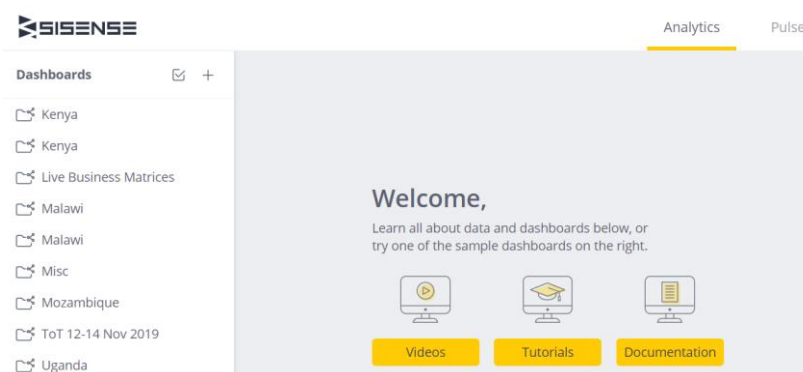 SISENSE
Analytics
Pulse
Dashboards
Kenya
Kenya
Live Business Matrices
Malawi
Malawi
Misc
Mozambique
ToT 12-14 Nov 2019
Uganda
Welcome,
Learn all about data and dashboards below, or
try one of the sample dashboards on the right.
Videos
Tutorials
Documentation